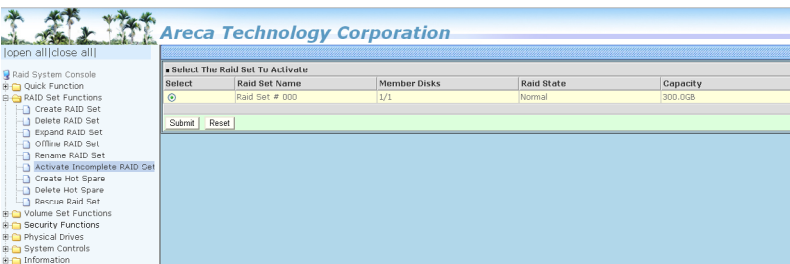 Areca Technology Corporation
|open all|close all|
Raid System Console
Quick Function
RAID Set Functions
Create RAID Set
Delete RAID Set
Expand RAID Set
Offline RAID Set
Rename RAID Set
Activate Incomplete RAID Set
Create Hot Spare
Delete Hot Spare
Rescue Raid Set
Volume Set Functions
Security Functions
Physical Drives
System Controls
Information
Select The Raid Set To Activate
Select Raid Set Name Member Disks Raid State Capacity
Raid Set # 000 1/1 Normal 300.0GB
Submit Reset